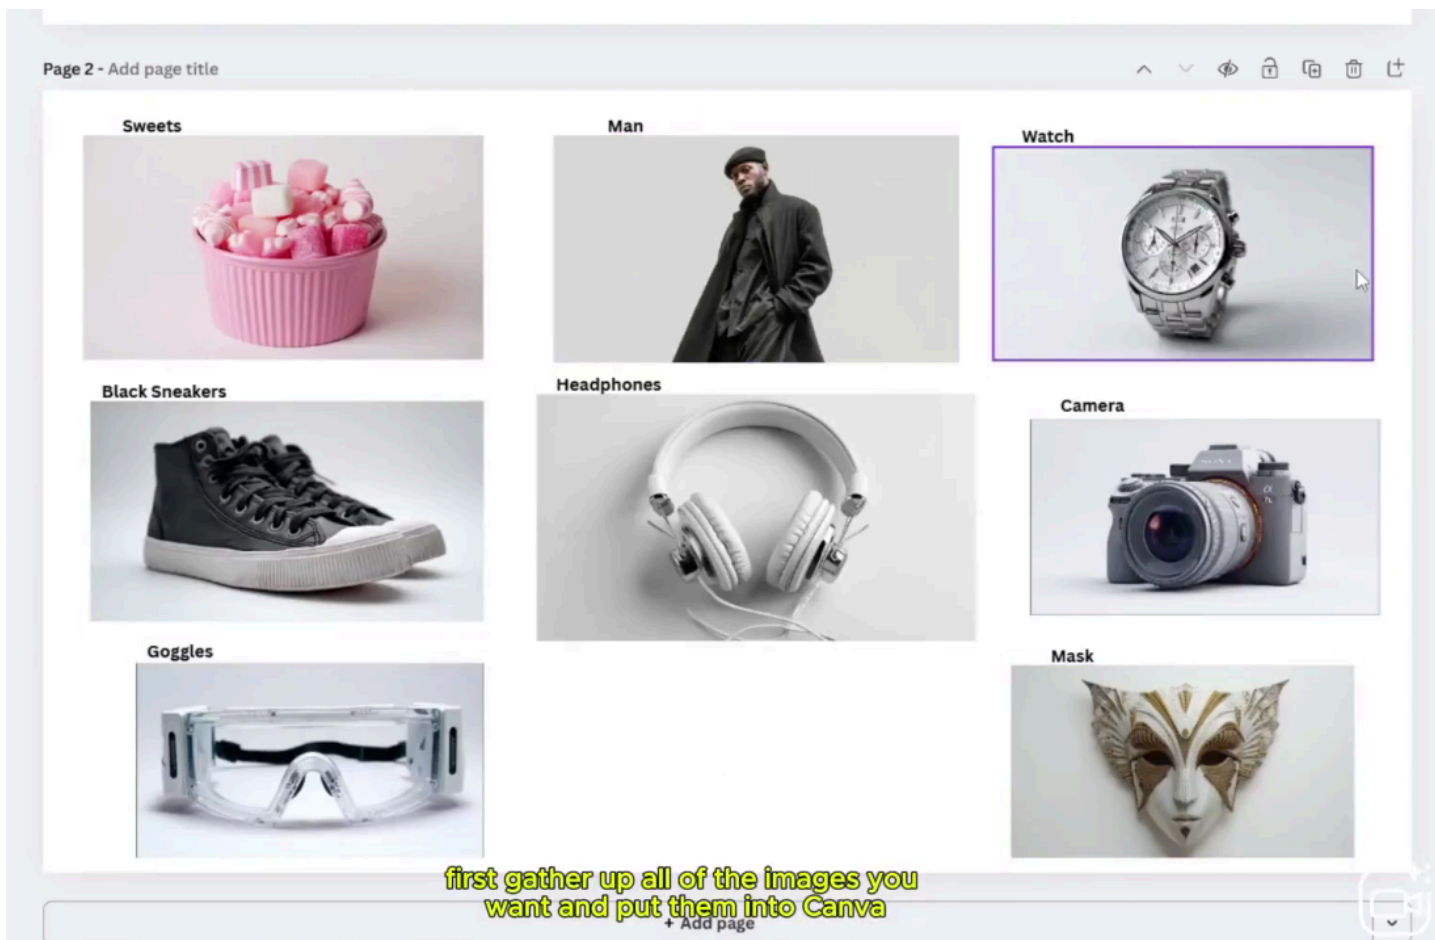 Page 2 - Add page title
Sweets
Man
Watch
Black Sneakers
Headphones
Camera
SONY
Goggles
Mask
first gather up all of the images you
want and put them into Canva
+ Add page